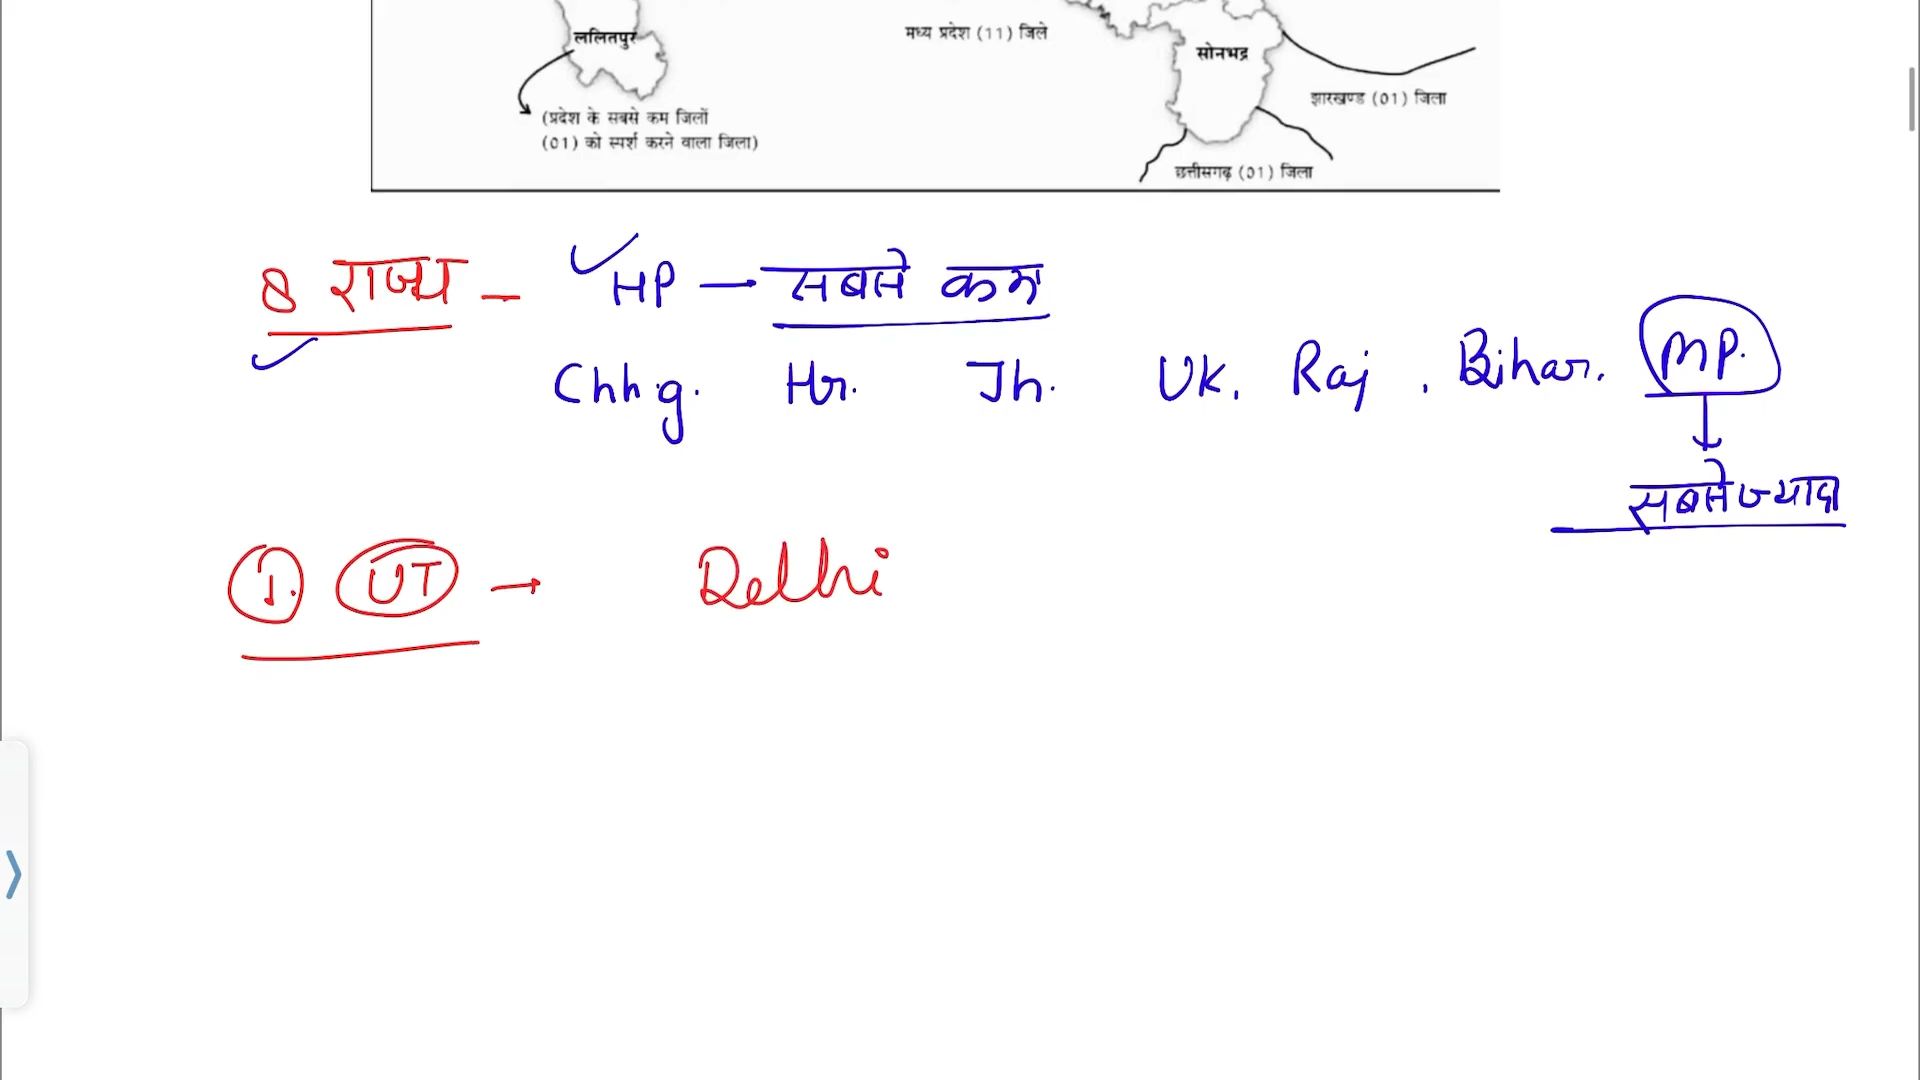 ललितपुर
मध्य प्रदेश (11) जिले
सोनभद्र
झारखण्ड (01) जिला
(प्रदेश के सबसे कम जिलों
(01) को स्पर्श करने वाला जिला)
छत्तीसगढ़ (01) जिला
8 राज्य - HP → सबसे कम
Chhg. Hr. Jh. UK. Raj. Bihar. MP.
सबसे ज्यादा
1. UT → Delhi